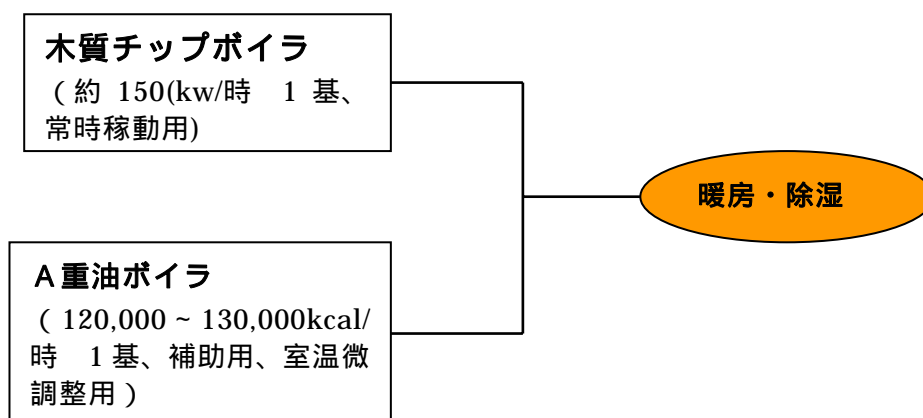 木質チップボイラ
（約 150(kw/時　1 基、
常時稼動用)
暖房・除湿
Ａ重油ボイラ
（ 120,000 ~ 130,000kcal/
時　1 基、補助用、室温微
調整用 ）